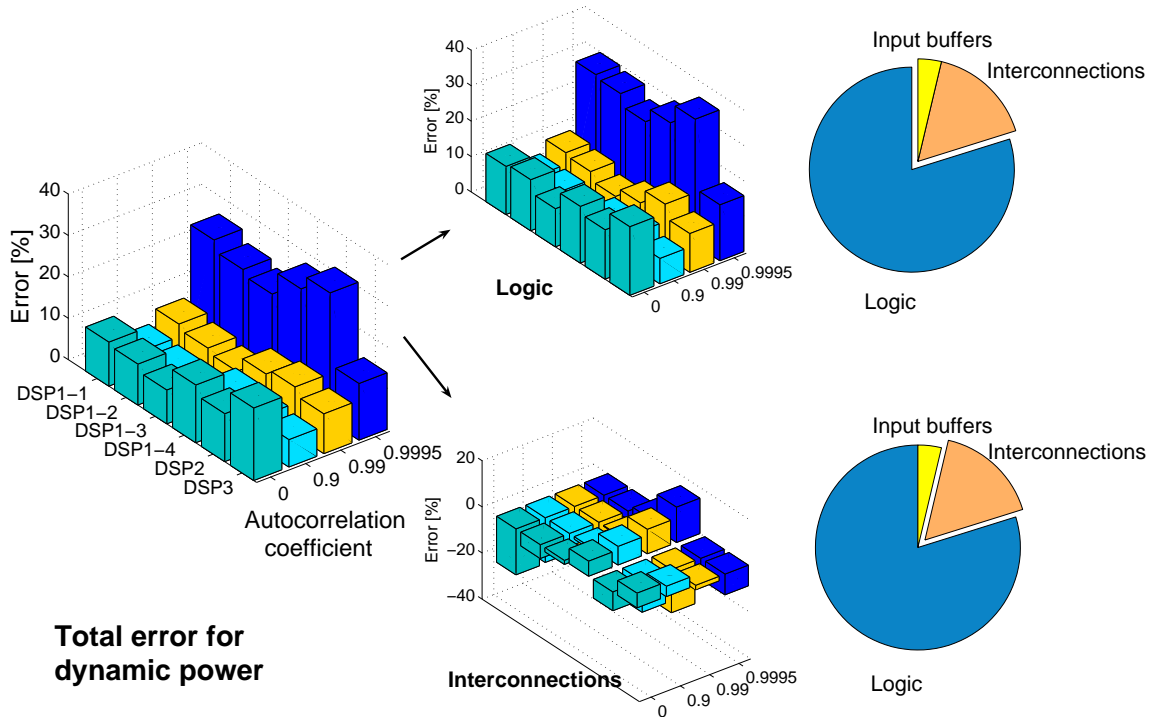 40
30
20
10
0
Error [%]
Logic
0
0.9
0.99
0.9995
Input buffers
Interconnections
Logic
40
30
20
10
0
Error [%]
DSP1−1
DSP1−2
DSP1−3
DSP1−4
DSP2
DSP3
0
0.9
0.99
0.9995
Autocorrelation
coefficient
20
0
−20
−40
Error [%]
Interconnections
0
0.9
0.99
0.9995
Input buffers
Interconnections
Logic
Total error for
dynamic power